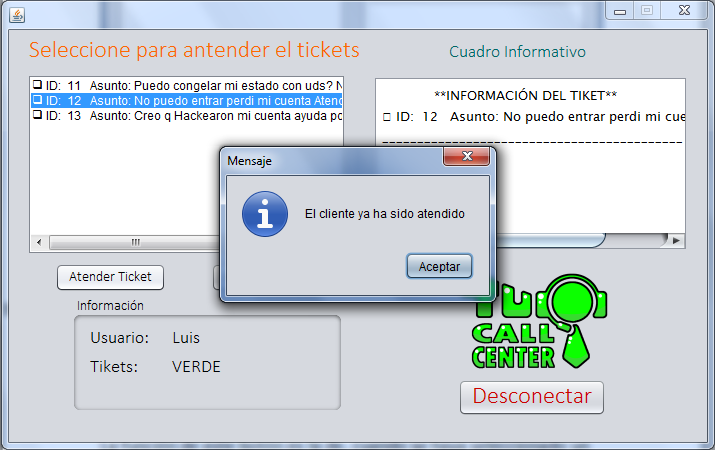 Seleccione para antender el tickets
Cuadro Informativo
ID: 11 Asunto: Puedo congelar mi estado con uds? N
ID: 12 Asunto: No puedo entrar perdi mi cuenta Atend
ID: 13 Asunto: Creo q Hackearon mi cuenta ayuda po
**INFORMACIÓN DEL TIKET**
ID: 12 Asunto: No puedo entrar perdi mi cue
Mensaje
El cliente ya ha sido atendido
Aceptar
Atender Ticket
Información
Usuario: Luis
Tikets: VERDE
CALL
CENTER
Desconectar